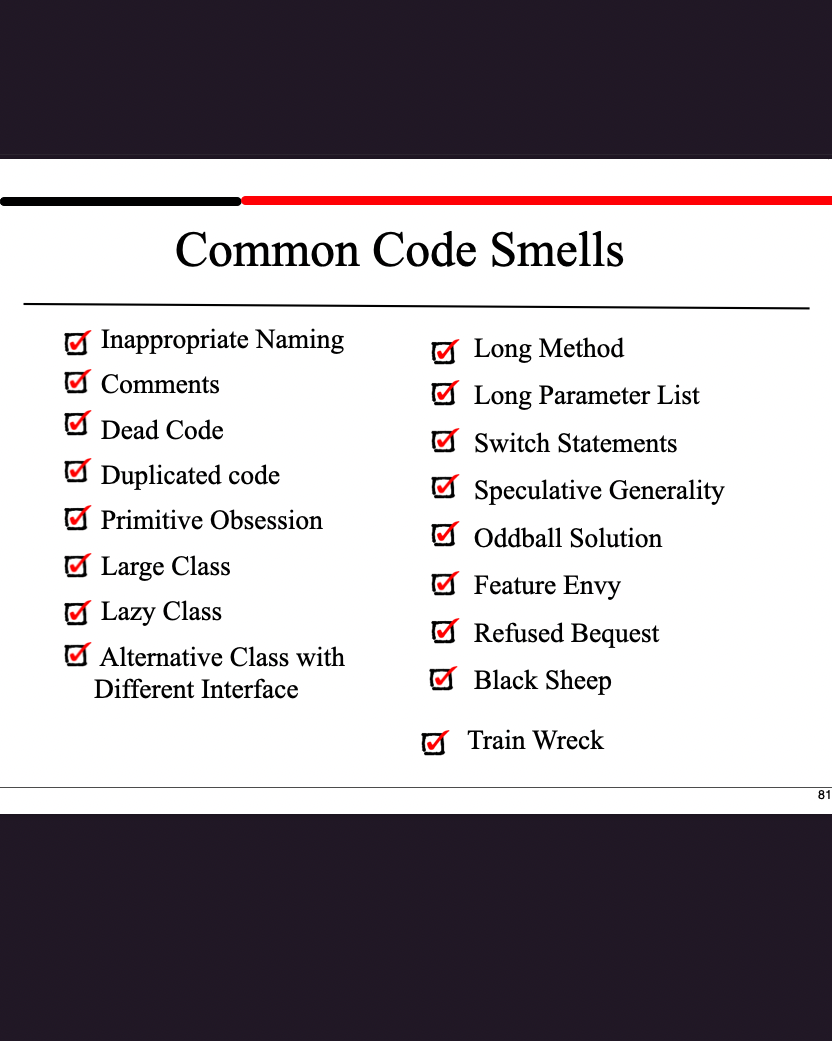 Common Code Smells
Inappropriate Naming
Comments
Dead Code
Duplicated code
Primitive Obsession
Large Class
Lazy Class
Alternative Class with
Different Interface
Long Method
Long Parameter List
Switch Statements
Speculative Generality
Oddball Solution
Feature Envy
Refused Bequest
Black Sheep
Train Wreck
81